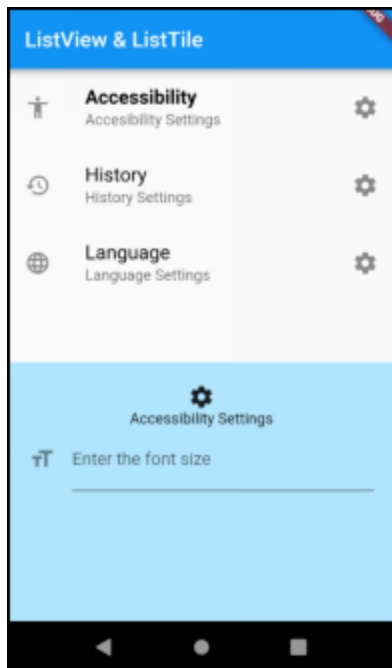 ListView & ListTile
Accessibility
Accesibility Settings
History
History Settings
Language
Language Settings
Accessibility Settings
Enter the font size